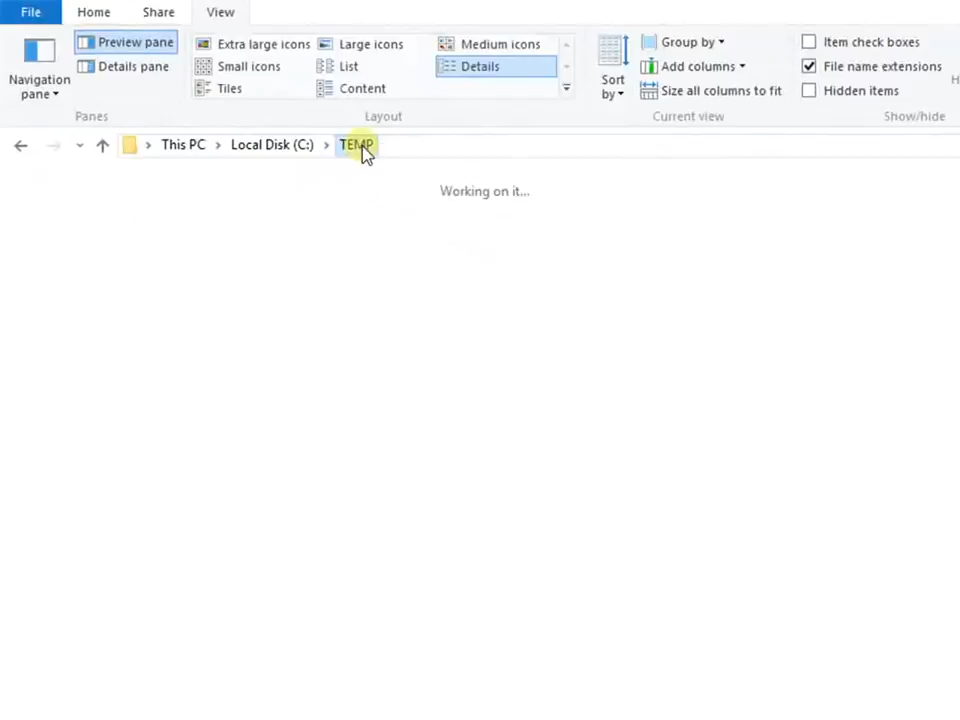 File Home Share View
Preview pane Extra large icons Large icons Medium icons Group by Item check boxes
Navigation pane Details pane Small icons List Details Sort by Add columns File name extensions
Tiles Content Size all columns to fit Hidden items
Panes Layout Current view Show/hide
This PC Local Disk (C:) TEMP
Working on it...